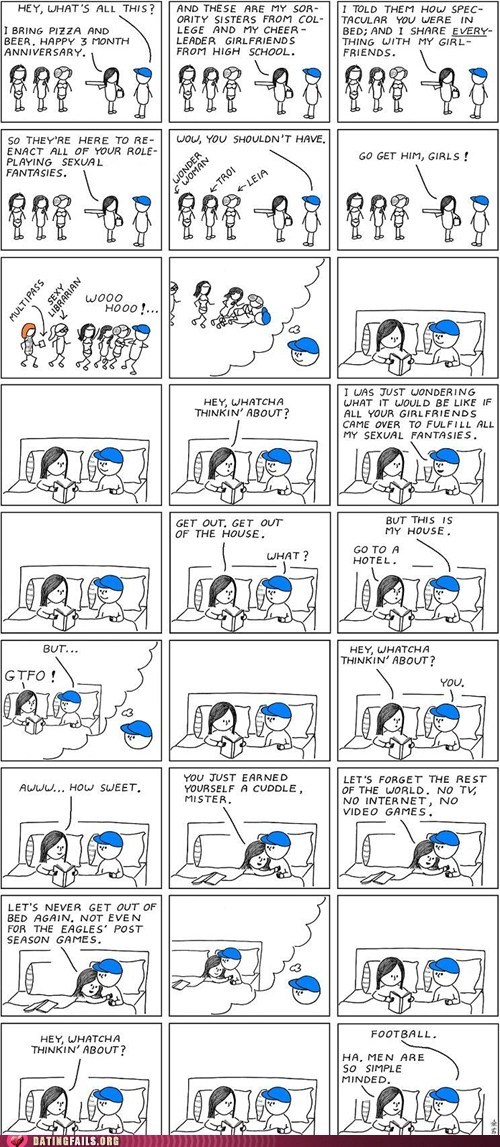 HEY, WHAT'S ALL THIS?
I BRING PIZZA AND
BEER. HAPPY 3 MONTH
ANNIVERSARY.
AND THESE ARE MY SOR-
ORITY SISTERS FROM COL-
LEGE AND MY CHEER-
LEADER GIRLFRIENDS
FROM HIGH SCHOOL.
I TOLD THEM HOW SPEC-
TACULAR YOU WERE IN
BED; AND I SHARE EVERY-
THING WITH MY GIRL-
FRIENDS.
SO THEY'RE HERE TO RE-
ENACT ALL OF YOUR ROLE-
PLAYING SEXUAL
FANTASIES.
WOW, YOU SHOULDN'T HAVE.
WONDER
WOMAN
TROI
LEIA
GO GET HIM, GIRLS!
MULTIPASS
SEXY
LIBRARIAN
WOOO
HOOO!...
HEY, WHATCHA
THINKIN' ABOUT?
I WAS JUST WONDERING
WHAT IT WOULD BE LIKE IF
ALL YOUR GIRLFRIENDS
CAME OVER TO FULFILL ALL
MY SEXUAL FANTASIES.
GET OUT. GET OUT
OF THE HOUSE.
WHAT?
BUT THIS IS
MY HOUSE.
GO TO A
HOTEL.
BUT...
GTFO!
HEY, WHATCHA
THINKIN' ABOUT?
YOU.
AWWW... HOW SWEET.
YOU JUST EARNED
YOURSELF A CUDDLE,
MISTER.
LET'S FORGET THE REST
OF THE WORLD. NO TV,
NO INTERNET, NO
VIDEO GAMES.
LET'S NEVER GET OUT OF
BED AGAIN. NOT EVEN
FOR THE EAGLES' POST
SEASON GAMES.
HEY, WHATCHA
THINKIN' ABOUT?
FOOTBALL.
HA. MEN ARE
SO SIMPLE
MINDED.
DATINGFAILS.ORG